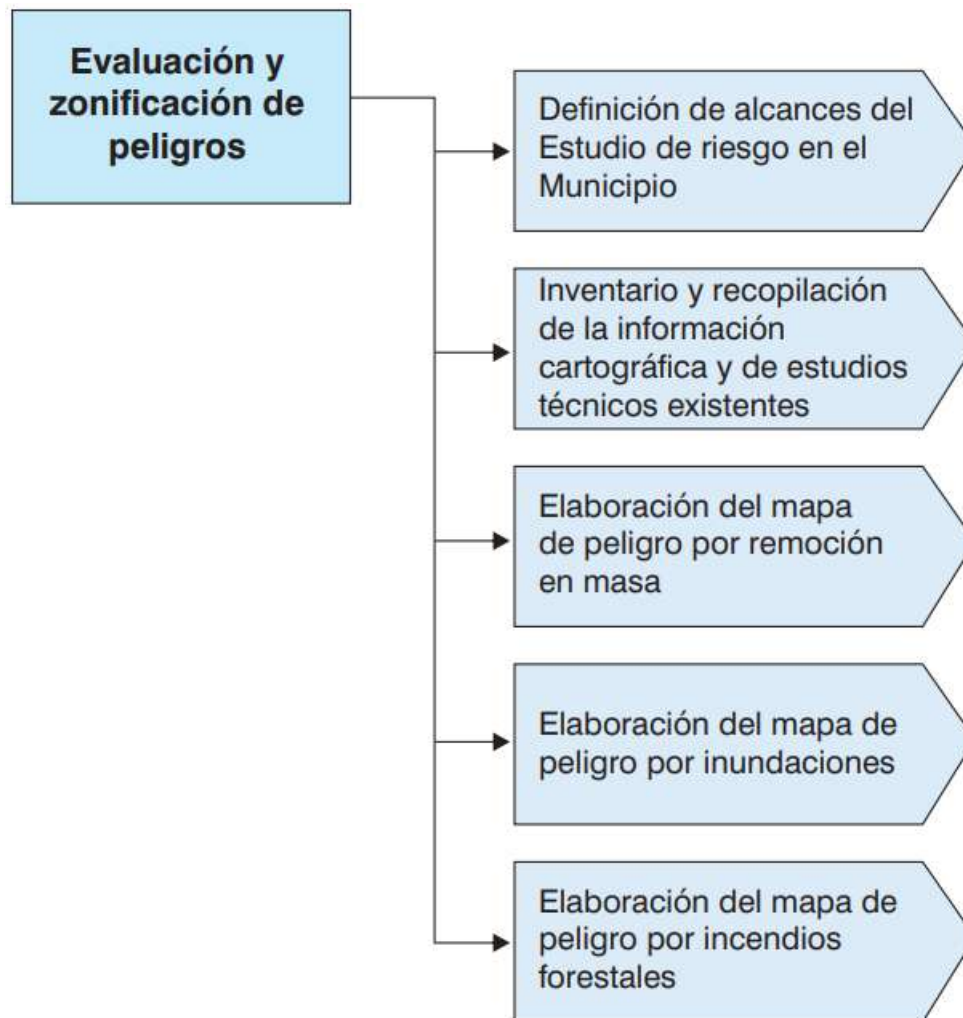 Evaluación y
zonificación de
peligros
Definición de alcances del
Estudio de riesgo en el
Municipio
Inventario y recopilación
de la información
cartográfica y de estudios
técnicos existentes
Elaboración del mapa
de peligro por remoción
en masa
Elaboración del mapa de
peligro por inundaciones
Elaboración del mapa de
peligro por incendios
forestales